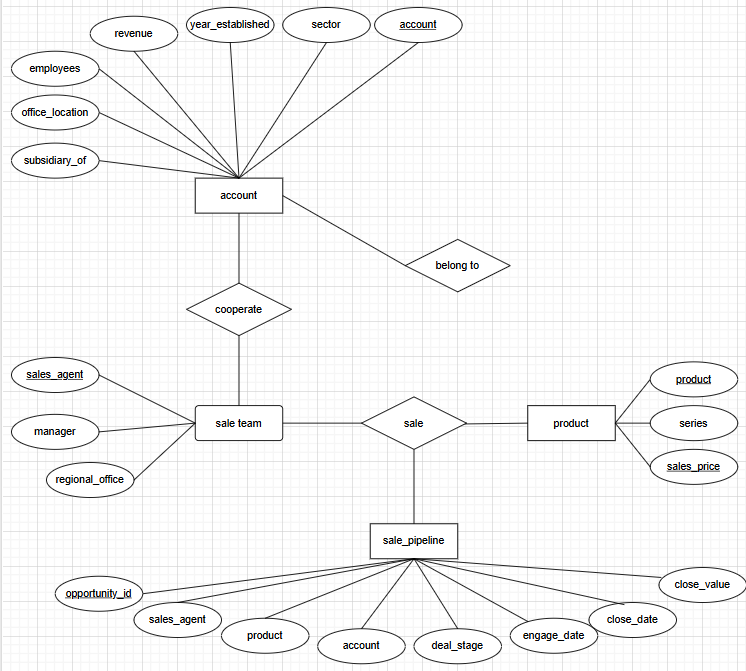 year_established
sector
account
revenue
employees
office_location
subsidiary_of
account
belong to
cooperate
sales_agent
product
sale team
sale
product
series
manager
sales_price
regional_office
sale_pipeline
close_value
opportunity_id
sales_agent
close_date
product
engage_date
account
deal_stage